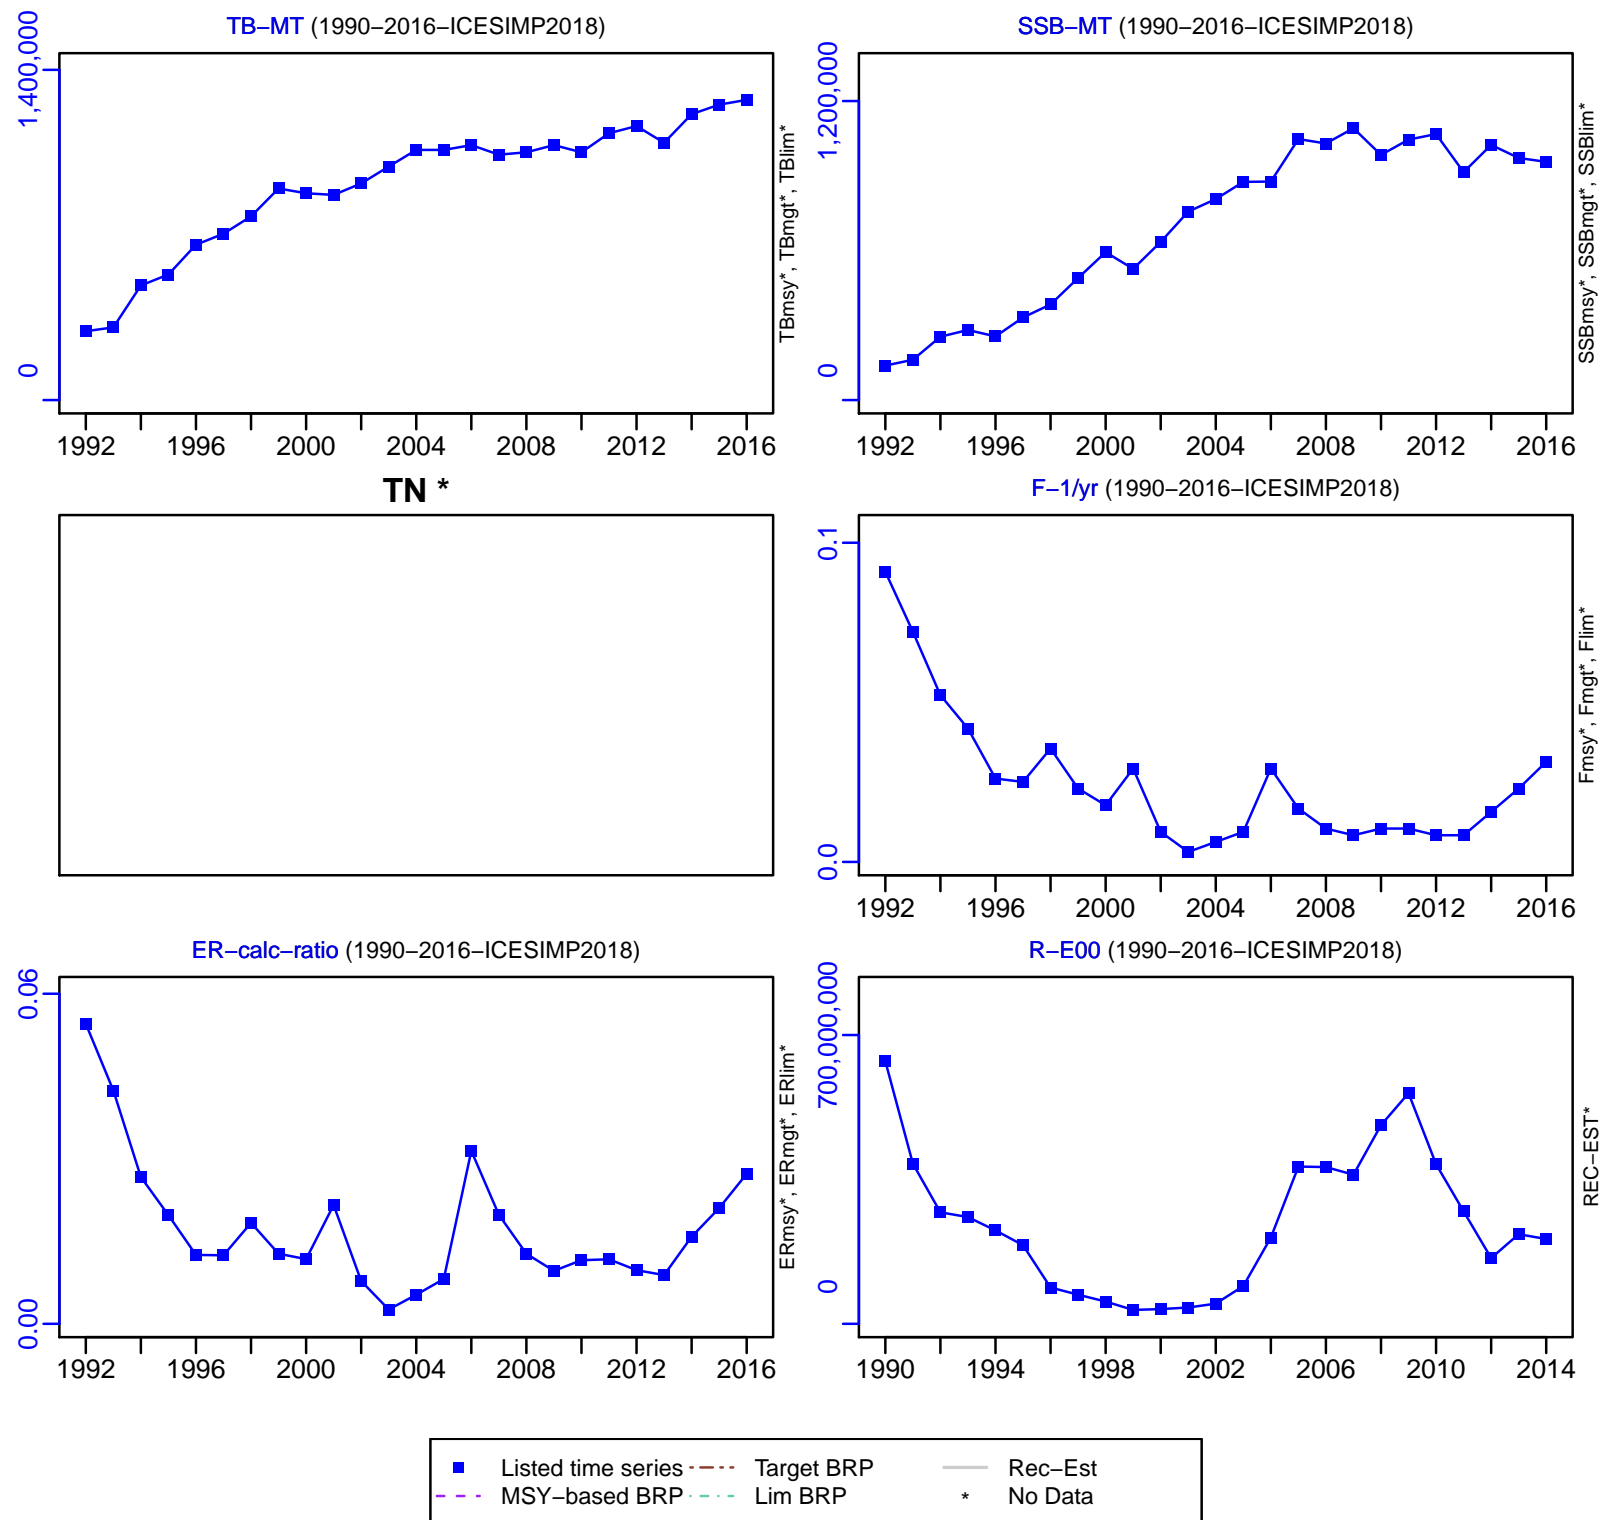 TB−MT (1990−2016−ICESIMP2018)
1,400,000
0
TBmsy*, TBmgt*, TBlim*
1992 1996 2000 2004 2008 2012 2016
SSB−MT (1990−2016−ICESIMP2018)
1,200,000
0
SSBmsy*, SSBmgt*, SSBlim*
1992 1996 2000 2004 2008 2012 2016
TN *
F−1/yr (1990−2016−ICESIMP2018)
0.1
0.0
Fmsy*, Fmgt*, Flim*
1992 1996 2000 2004 2008 2012 2016
ER−calc−ratio (1990−2016−ICESIMP2018)
0.06
0.00
ERmsy*, ERmgt*, ERlim*
1992 1996 2000 2004 2008 2012 2016
R−E00 (1990−2016−ICESIMP2018)
700,000,000
0
REC−EST*
1990 1994 1998 2002 2006 2010 2014
Listed time series Target BRP Rec−Est
MSY−based BRP Lim BRP * No Data